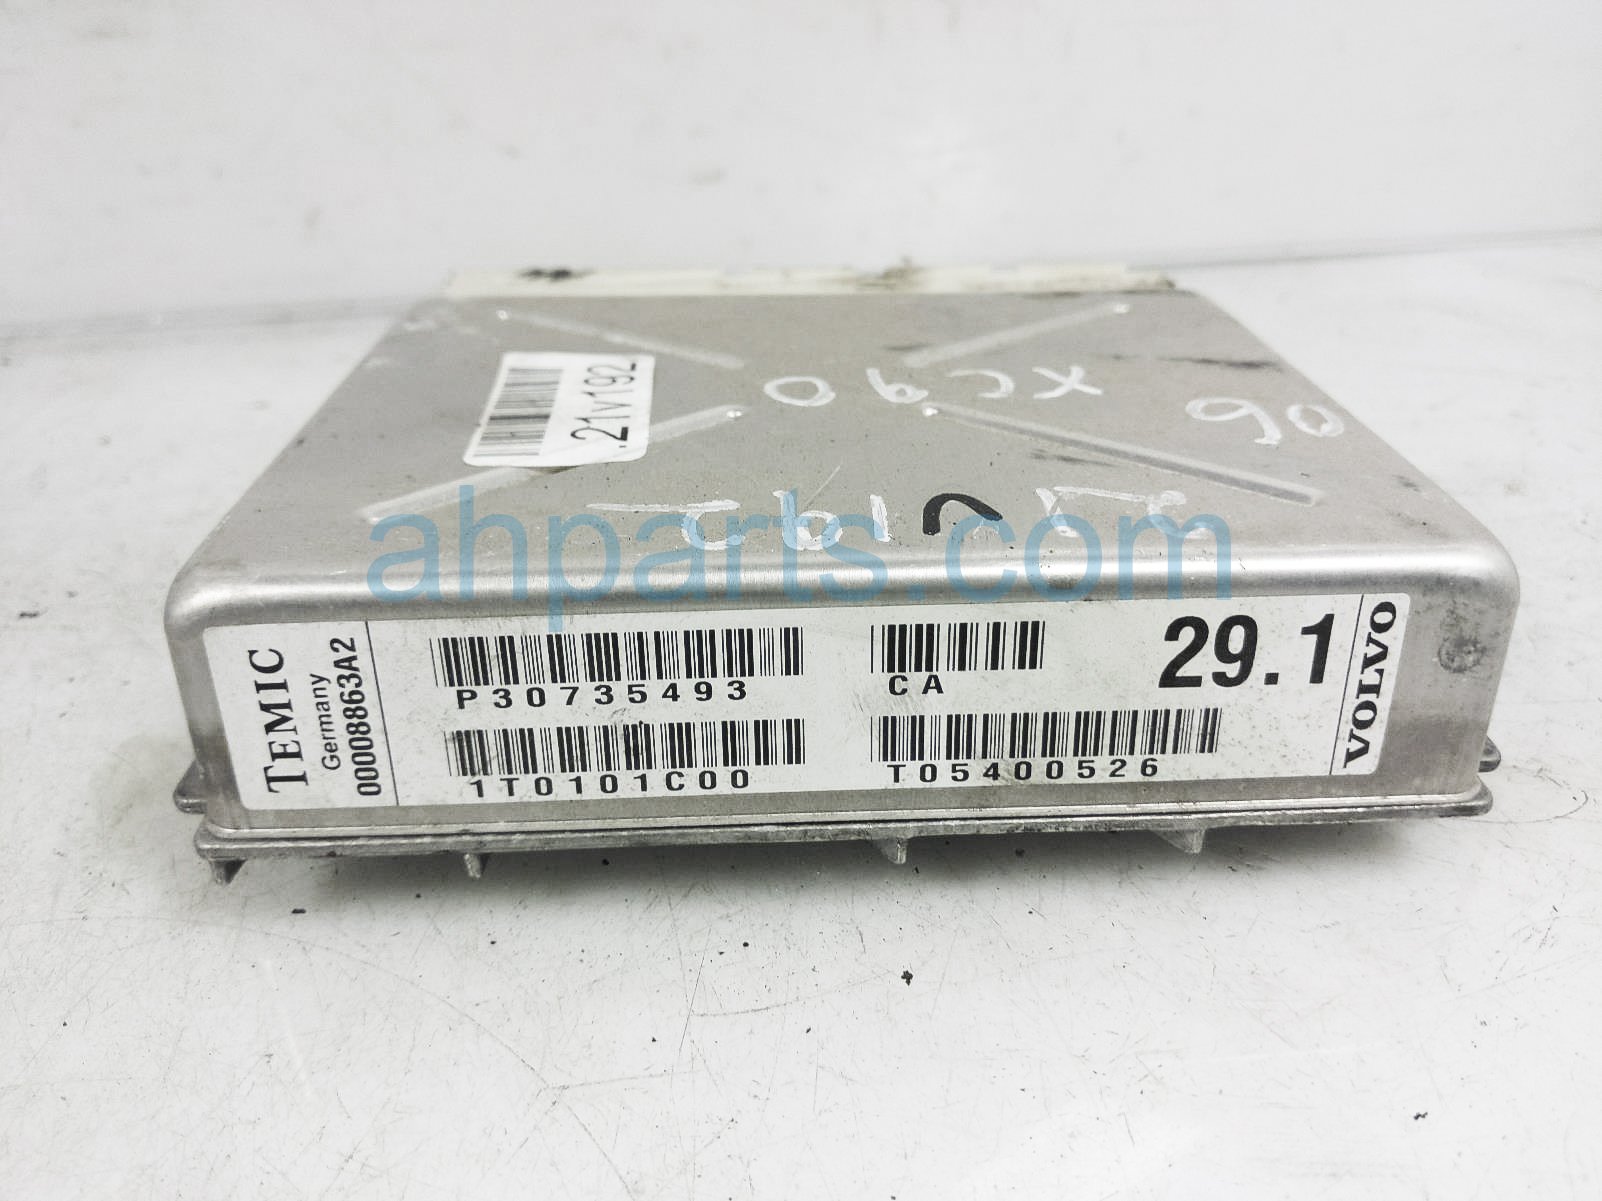 .21v192
06 XC90
ahparts.com
TEMIC
Germany
00008863A2
P30735493
CA
29.1
VOLVO
1T0101C00
T05400526